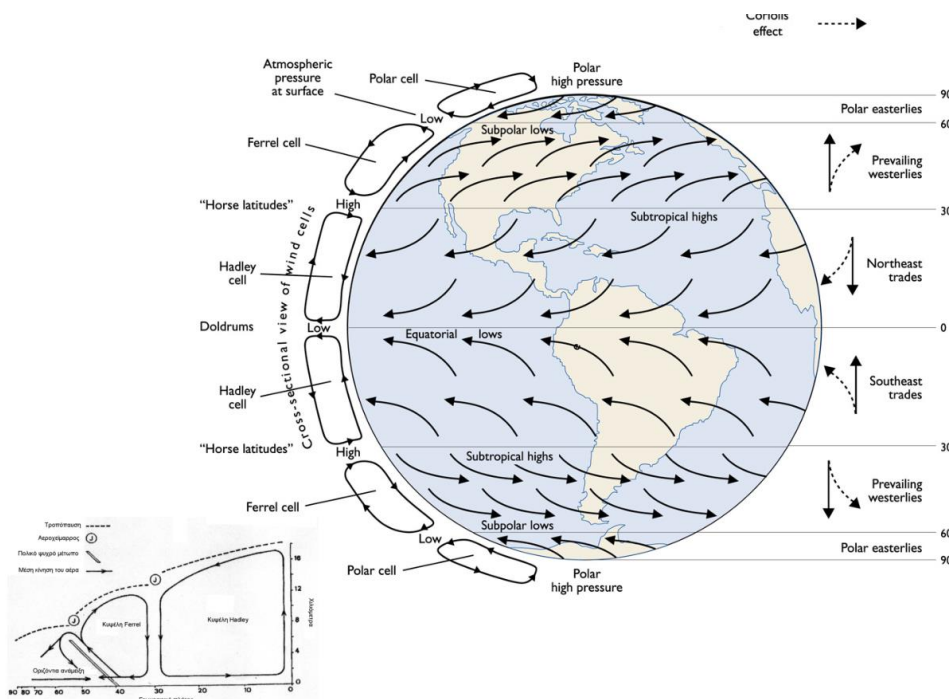 Coriolis
effect
Atmospheric
pressure
at surface
Polar cell
Polar
high pressure
90
Polar easterlies
Low
Subpolar lows
60
Ferrel cell
Prevailing
westerlies
"Horse latitudes"
High
30
Subtropical highs
Cross-sectional view of wind cells
Hadley
cell
Northeast
trades
Doldrums
Low
Equatorial lows
0
Hadley
cell
Southeast
trades
"Horse latitudes"
High
30
Subtropical highs
Ferrel cell
Prevailing
westerlies
Low
Subpolar lows
60
Polar easterlies
Polar cell
Polar
high pressure
90
Τροπόπαυση
Αεροχείμαρρος J
Πολικό ψυχρό μέτωπο
Μέση κίνηση του αέρα
J
J
Κυψέλη Ferrel
Κυψέλη Hadley
Οριζόντια ανάμειξη
16
12
8
4
0
Χιλιόμετρα
90 80 70 60 50 40 30 20 10 0